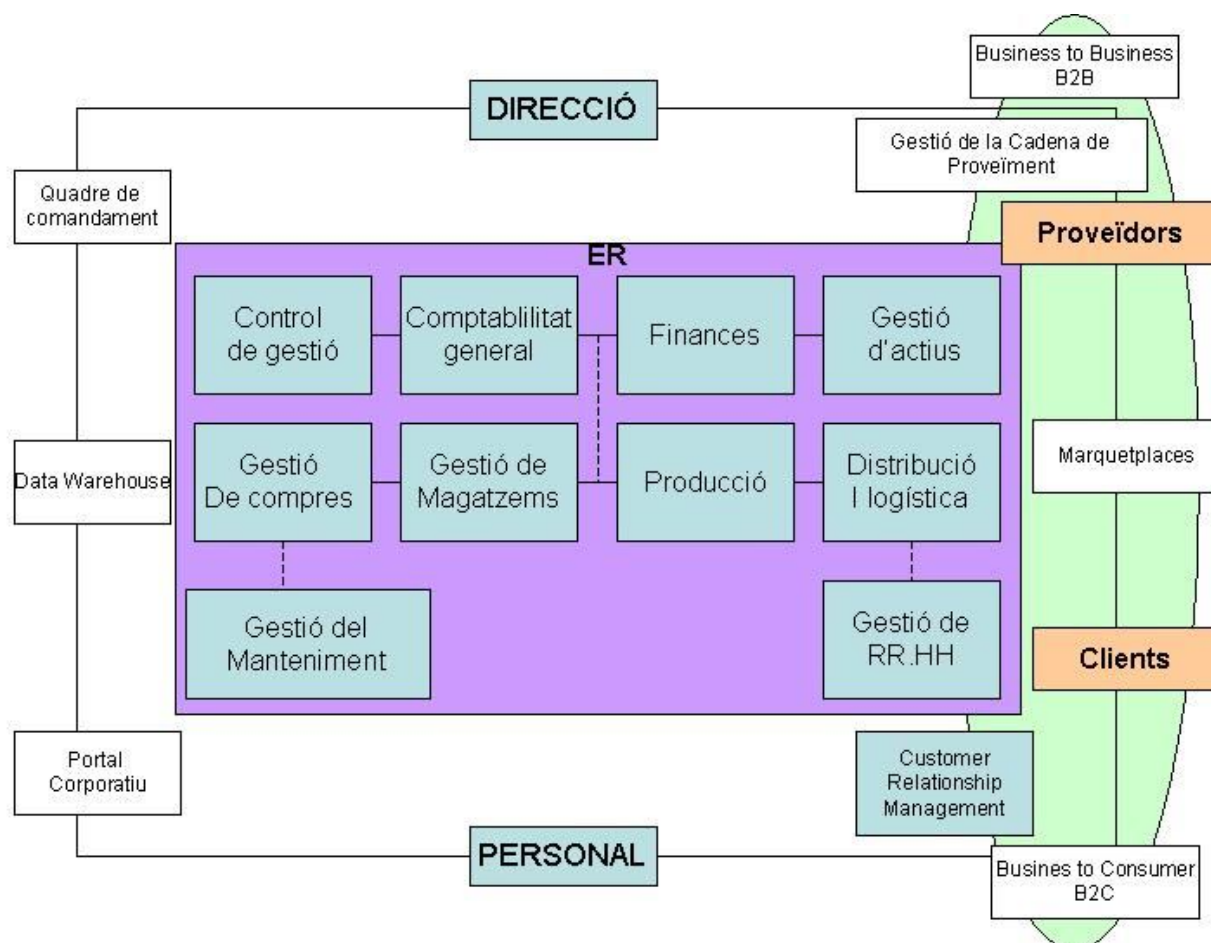 Business to Business
B2B
DIRECCIÓ
Gestió de la Cadena de
Proveïment
Quadre de
comandament
Proveïdors
ER
Control
de gestió
Comptablilitat
general
Finances
Gestió
d'actius
Gestió
De compres
Gestió de
Magatzems
Producció
Distribució
I logística
Data Warehouse
Marquetplaces
Gestió del
Manteniment
Gestió de
RR.HH
Clients
Portal
Corporatiu
Customer
Relationship
Management
PERSONAL
Busines to Consumer
B2C